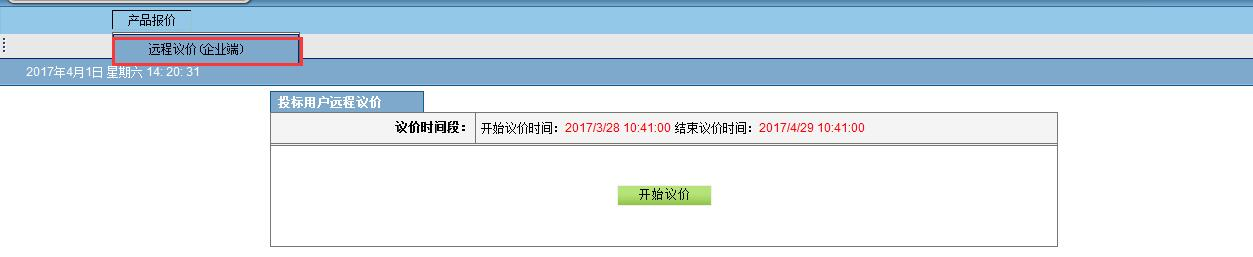 产品报价
远程议价(企业端)
2017年4月1日 星期六 14: 20: 31
投标用户远程议价
议价时间段： 开始议价时间：2017/3/28 10:41:00 结束议价时间：2017/4/29 10:41:00
开始议价